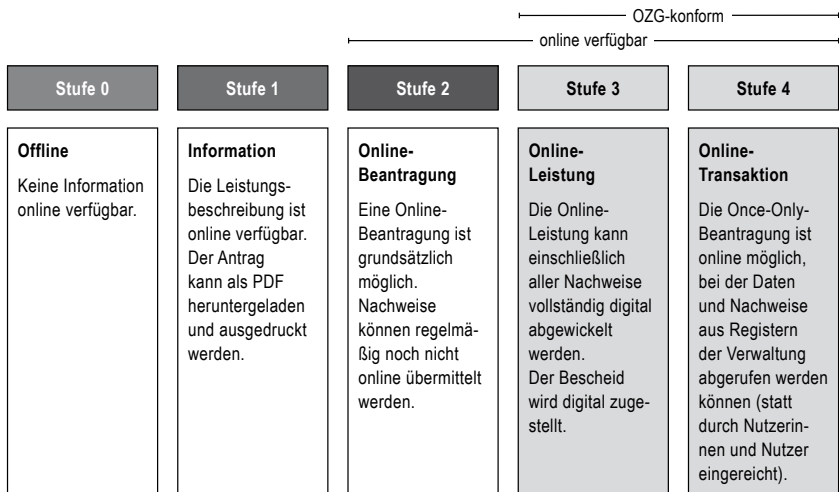 OZG-konform
online verfügbar
Stufe 0
Stufe 1
Stufe 2
Stufe 3
Stufe 4
Offline
Keine Information
online verfügbar.
Information
Die Leistungs-
beschreibung ist
online verfügbar.
Der Antrag
kann als PDF
heruntergeladen
und ausgedruckt
werden.
Online-
Beantragung
Eine Online-
Beantragung ist
grundsätzlich
möglich.
Nachweise
können regelmä-
ßig noch nicht
online übermittelt
werden.
Online-
Leistung
Die Online-
Leistung kann
einschließlich
aller Nachweise
vollständig digital
abgewickelt
werden.
Der Bescheid
wird digital zuge-
stellt.
Online-
Transaktion
Die Once-Only-
Beantragung ist
online möglich,
bei der Daten
und Nachweise
aus Registern
der Verwaltung
abgerufen werden
können (statt
durch Nutzerin-
nen und Nutzer
eingereicht).